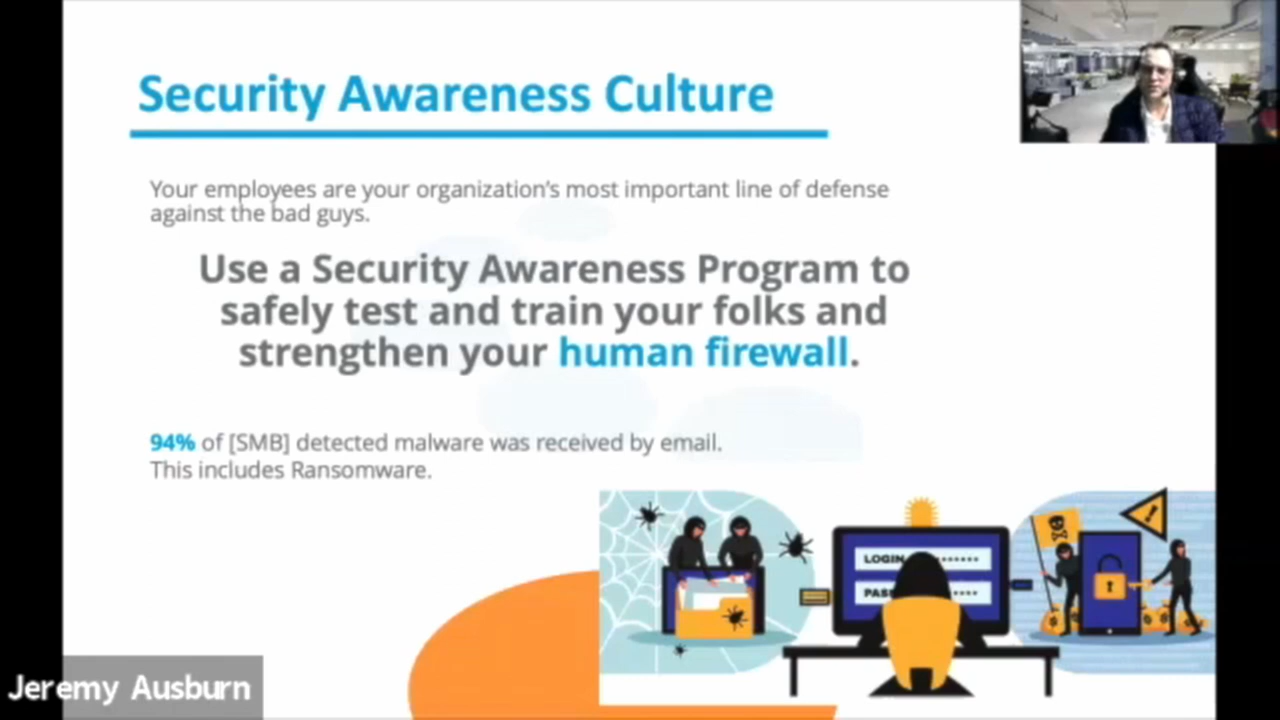 Security Awareness Culture
Your employees are your organization's most important line of defense
against the bad guys.
Use a Security Awareness Program to
safely test and train your folks and
strengthen your human firewall.
94% of [SMB] detected malware was received by email.
This includes Ransomware.
LOGIN
Jeremy Ausburn